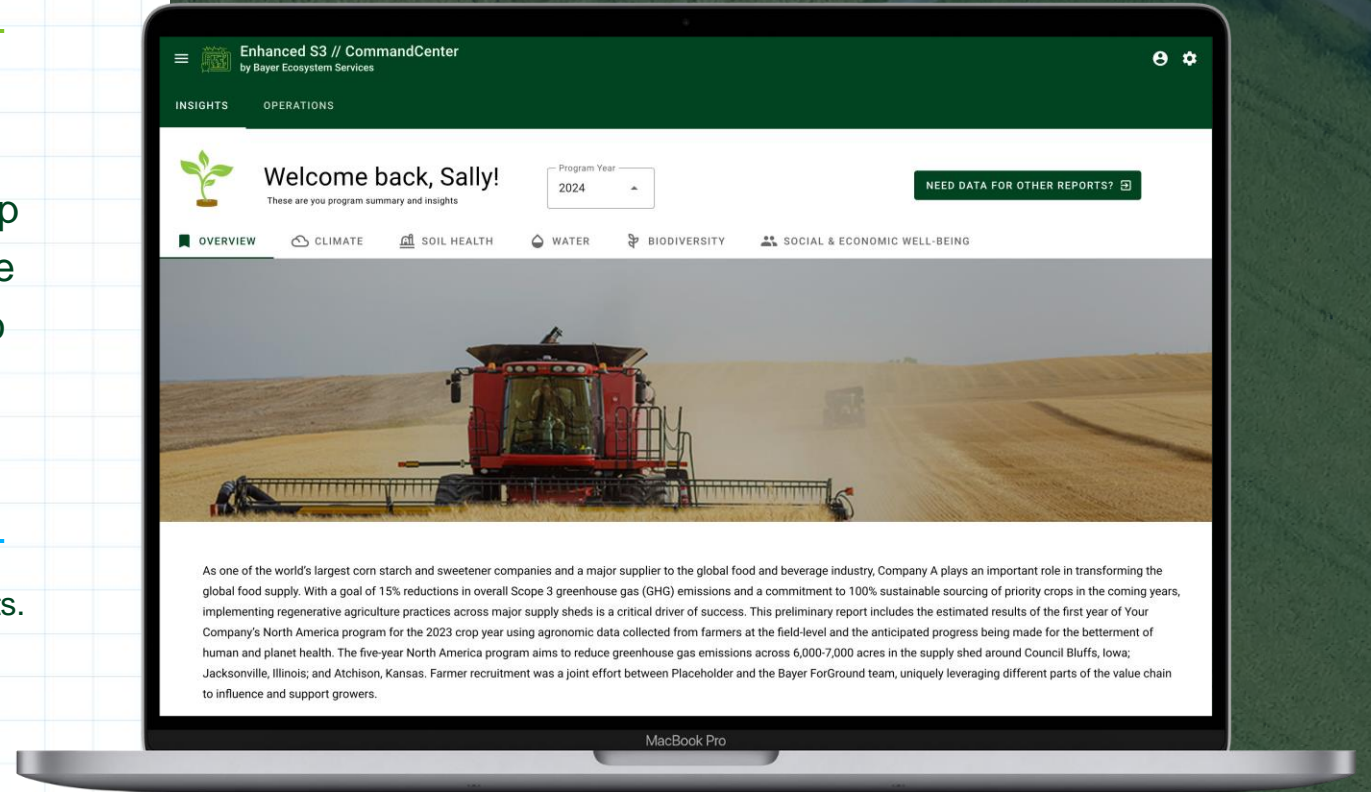 p
e
s.
Enhanced S3 // CommandCenter
by Bayer Ecosystem Services
INSIGHTS OPERATIONS
Welcome back, Sally!
These are you program summary and insights
Program Year
2024
NEED DATA FOR OTHER REPORTS?
OVERVIEW CLIMATE SOIL HEALTH WATER BIODIVERSITY SOCIAL & ECONOMIC WELL-BEING
As one of the world's largest corn starch and sweetener companies and a major supplier to the global food and beverage industry, Company A plays an important role in transforming the
global food supply. With a goal of 15% reductions in overall Scope 3 greenhouse gas (GHG) emissions and a commitment to 100% sustainable sourcing of priority crops in the coming years,
implementing regenerative agriculture practices across major supply sheds is a critical driver of success. This preliminary report includes the estimated results of the first year of Your
Company's North America program for the 2023 crop year using agronomic data collected from farmers at the field-level and the anticipated progress being made for the betterment of
human and planet health. The five-year North America program aims to reduce greenhouse gas emissions across 6,000-7,000 acres in the supply shed around Council Bluffs, Iowa;
Jacksonville, Illinois; and Atchison, Kansas. Farmer recruitment was a joint effort between Placeholder and the Bayer ForGround team, uniquely leveraging different parts of the value chain
to influence and support growers.
MacBook Pro